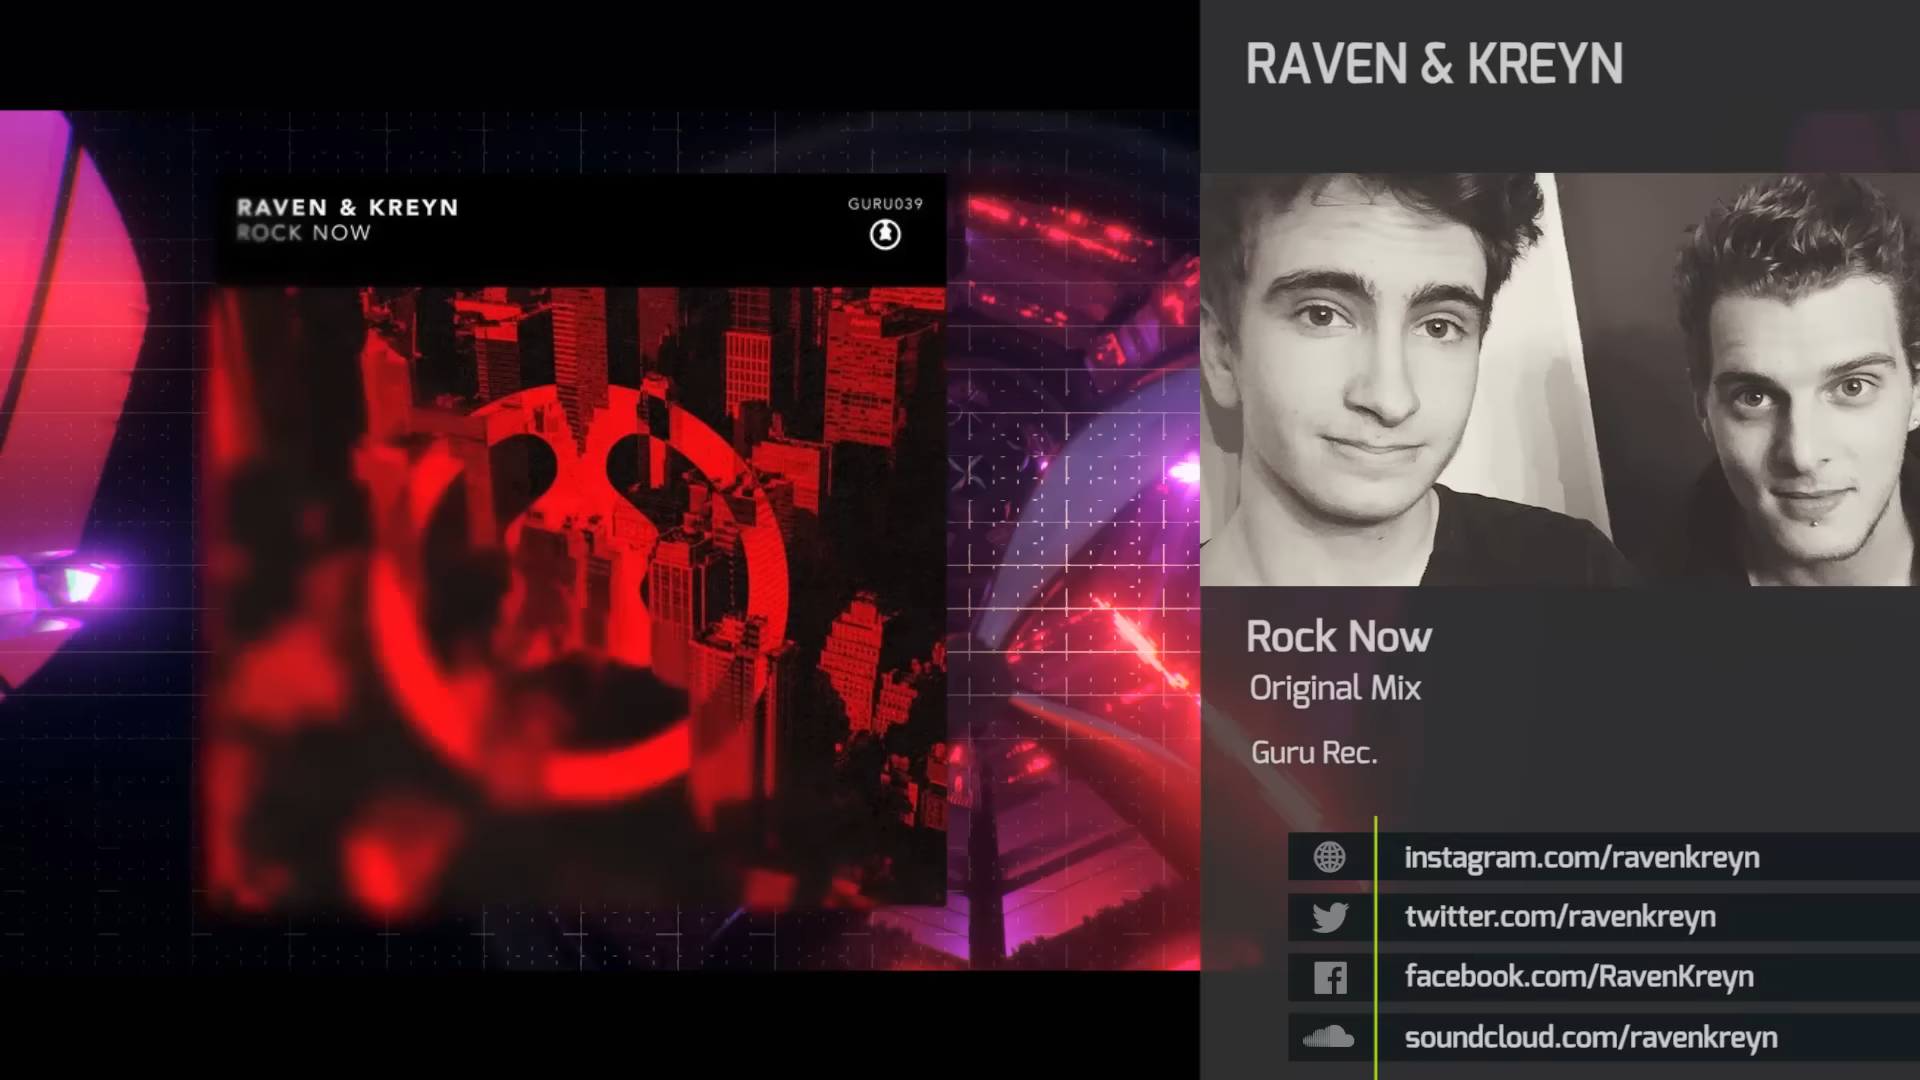 RAVEN & KREYN
ROCK NOW
GURU039
RAVEN & KREYN
Rock Now
Original Mix
Guru Rec.
instagram.com/ravenkreyn
twitter.com/ravenkreyn
facebook.com/RavenKreyn
soundcloud.com/ravenkreyn